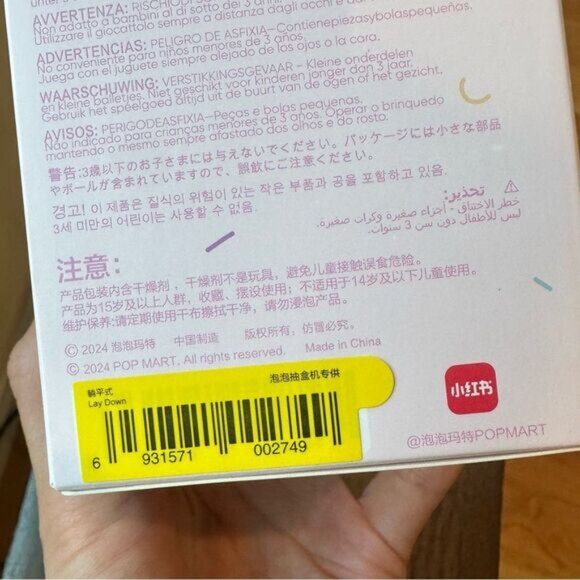 AVVERTENZA: RISCHIO DI
Non adatto a bambini al di sotto dei 3 anni
Utilizzare il giocattolo sempre a distanza dagli occhi e
ADVERTENCIAS: PELIGRO DE ASFIXIA-Contienepiezasybolaspequeñas.
No conveniente para niños menores de 3 años.
Juega con el juguete siempre alejado de los ojos o la cara.
WAARSCHUWING: VERSTIKKINGSGEVAAR – Kleine onderdelen
en kleine balletjes. Niet geschikt voor kinderen jonger dan 3 jaar.
Gebruik het speelgoed altijd uit de buurt van de ogen of het gezicht.
AVISOS: PERIGODEASFIXIA-Peças e bolas pequenas.
Não indicado para crianças menores de 3 anos. Operar o brinquedo
mantendo o mesmo sempre afastado dos olhos e do rosto.
警告:3歳以下のお子さまには与えないでください。パッケージには小さな部品
やボールが含まれていますので、誤飲にご注意ください。
경고! 이 제품은 질식의 위험이 있는 작은 부품과 공을 포함하고 있음.
3세 미만의 어린이는 사용할 수 없음.
تحذير:
خطر الاختناق - أجزاء صغيرة وكرات صغيرة.
ليس للأطفال دون سن 3 سنوات.
注意:
产品包装内含干燥剂,干燥剂不是玩具,避免儿童接触误食危险。
产品为15岁及以上人群,收藏、摆设使用;不适用于14岁及以下儿童使用。
维护保养:请定期使用干布擦拭干净,请勿浸泡产品。
© 2024 泡泡玛特 中国制造 版权所有,仿冒必究。
© 2024 POP MART. All rights reserved. Made in China
躺平式 泡泡抽盒机专供
Lay Down
6 931571 002749
小红书
@泡泡玛特POPMART